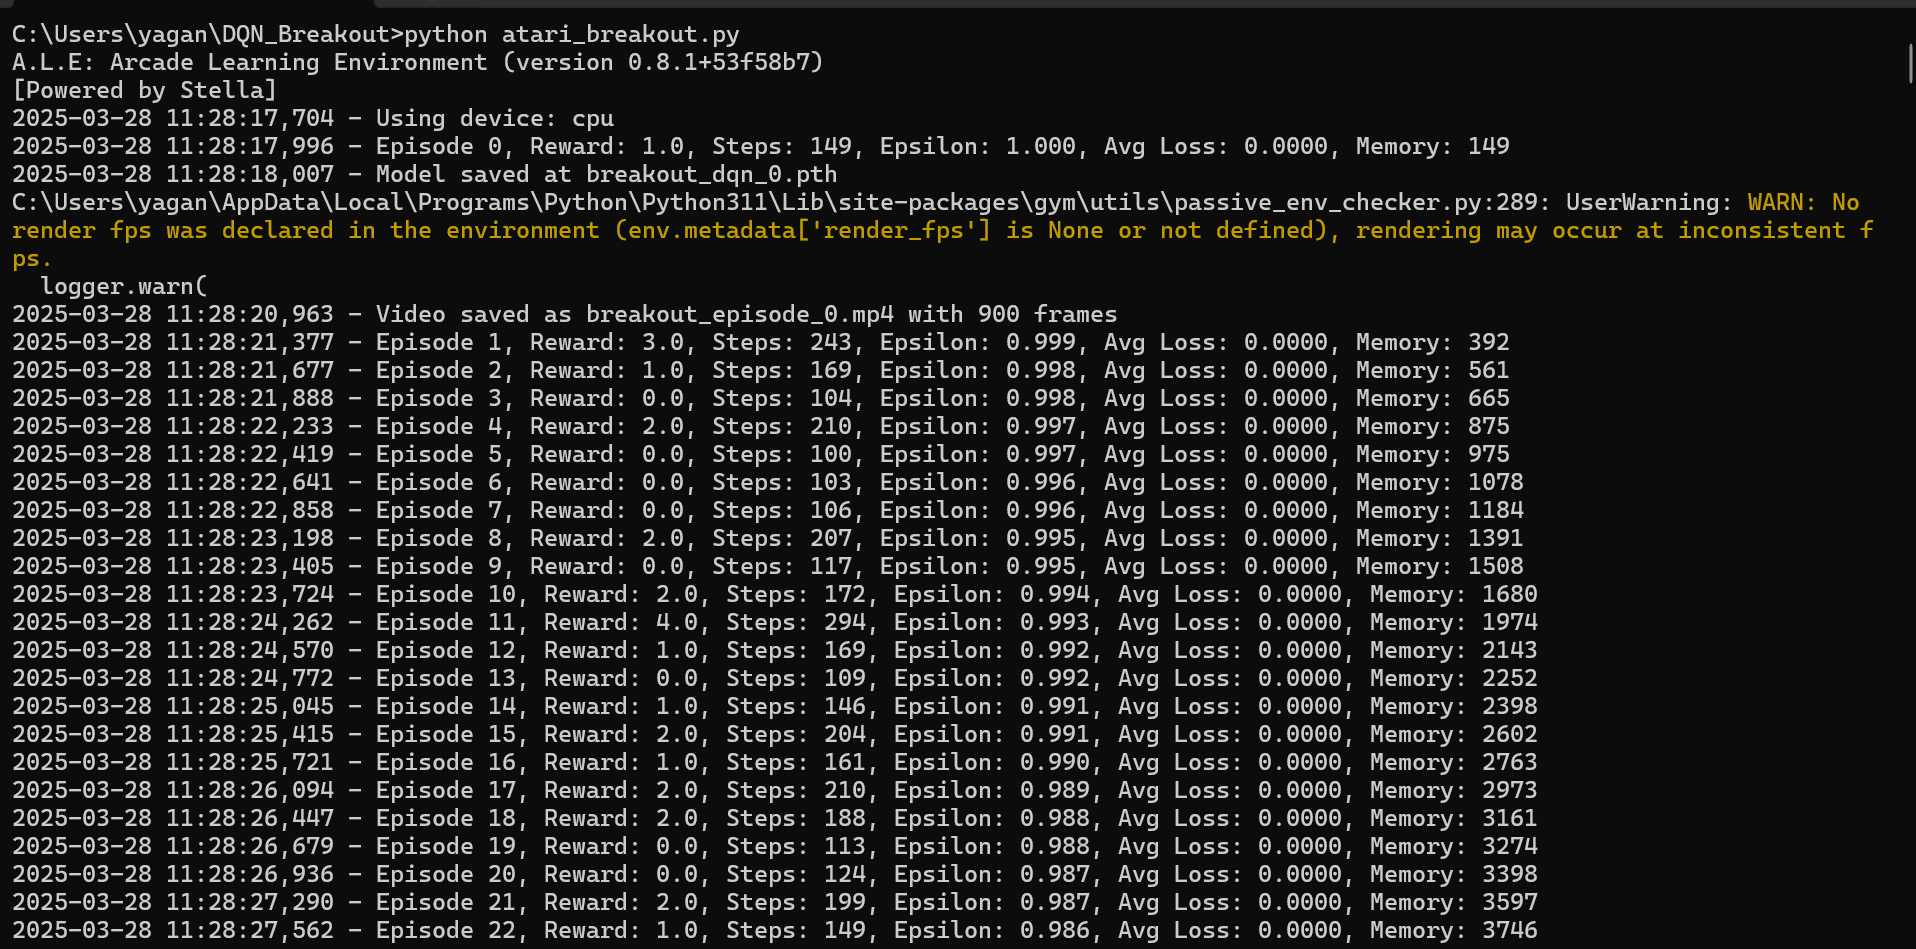 C:\Users\yagan\DQN_Breakout>python atari_breakout.py
A.L.E: Arcade Learning Environment (version 0.8.1+53f58b7)
[Powered by Stella]
2025-03-28 11:28:17,704 - Using device: cpu
2025-03-28 11:28:17,996 - Episode 0, Reward: 1.0, Steps: 149, Epsilon: 1.000, Avg Loss: 0.0000, Memory: 149
2025-03-28 11:28:18,007 - Model saved at breakout_dqn_0.pth
C:\Users\yagan\AppData\Local\Programs\Python\Python311\Lib\site-packages\gym\utils\passive_env_checker.py:289: UserWarning: WARN: No
render fps was declared in the environment (env.metadata['render_fps'] is None or not defined), rendering may occur at inconsistent f
ps.
  logger.warn(
2025-03-28 11:28:20,963 - Video saved as breakout_episode_0.mp4 with 900 frames
2025-03-28 11:28:21,377 - Episode 1, Reward: 3.0, Steps: 243, Epsilon: 0.999, Avg Loss: 0.0000, Memory: 392
2025-03-28 11:28:21,677 - Episode 2, Reward: 1.0, Steps: 169, Epsilon: 0.998, Avg Loss: 0.0000, Memory: 561
2025-03-28 11:28:21,888 - Episode 3, Reward: 0.0, Steps: 104, Epsilon: 0.998, Avg Loss: 0.0000, Memory: 665
2025-03-28 11:28:22,233 - Episode 4, Reward: 2.0, Steps: 210, Epsilon: 0.997, Avg Loss: 0.0000, Memory: 875
2025-03-28 11:28:22,419 - Episode 5, Reward: 0.0, Steps: 100, Epsilon: 0.997, Avg Loss: 0.0000, Memory: 975
2025-03-28 11:28:22,641 - Episode 6, Reward: 0.0, Steps: 103, Epsilon: 0.996, Avg Loss: 0.0000, Memory: 1078
2025-03-28 11:28:22,858 - Episode 7, Reward: 0.0, Steps: 106, Epsilon: 0.996, Avg Loss: 0.0000, Memory: 1184
2025-03-28 11:28:23,198 - Episode 8, Reward: 2.0, Steps: 207, Epsilon: 0.995, Avg Loss: 0.0000, Memory: 1391
2025-03-28 11:28:23,405 - Episode 9, Reward: 0.0, Steps: 117, Epsilon: 0.995, Avg Loss: 0.0000, Memory: 1508
2025-03-28 11:28:23,724 - Episode 10, Reward: 2.0, Steps: 172, Epsilon: 0.994, Avg Loss: 0.0000, Memory: 1680
2025-03-28 11:28:24,262 - Episode 11, Reward: 4.0, Steps: 294, Epsilon: 0.993, Avg Loss: 0.0000, Memory: 1974
2025-03-28 11:28:24,570 - Episode 12, Reward: 1.0, Steps: 169, Epsilon: 0.992, Avg Loss: 0.0000, Memory: 2143
2025-03-28 11:28:24,772 - Episode 13, Reward: 0.0, Steps: 109, Epsilon: 0.992, Avg Loss: 0.0000, Memory: 2252
2025-03-28 11:28:25,045 - Episode 14, Reward: 1.0, Steps: 146, Epsilon: 0.991, Avg Loss: 0.0000, Memory: 2398
2025-03-28 11:28:25,415 - Episode 15, Reward: 2.0, Steps: 204, Epsilon: 0.991, Avg Loss: 0.0000, Memory: 2602
2025-03-28 11:28:25,721 - Episode 16, Reward: 1.0, Steps: 161, Epsilon: 0.990, Avg Loss: 0.0000, Memory: 2763
2025-03-28 11:28:26,094 - Episode 17, Reward: 2.0, Steps: 210, Epsilon: 0.989, Avg Loss: 0.0000, Memory: 2973
2025-03-28 11:28:26,447 - Episode 18, Reward: 2.0, Steps: 188, Epsilon: 0.988, Avg Loss: 0.0000, Memory: 3161
2025-03-28 11:28:26,679 - Episode 19, Reward: 0.0, Steps: 113, Epsilon: 0.988, Avg Loss: 0.0000, Memory: 3274
2025-03-28 11:28:26,936 - Episode 20, Reward: 0.0, Steps: 124, Epsilon: 0.987, Avg Loss: 0.0000, Memory: 3398
2025-03-28 11:28:27,290 - Episode 21, Reward: 2.0, Steps: 199, Epsilon: 0.987, Avg Loss: 0.0000, Memory: 3597
2025-03-28 11:28:27,562 - Episode 22, Reward: 1.0, Steps: 149, Epsilon: 0.986, Avg Loss: 0.0000, Memory: 3746